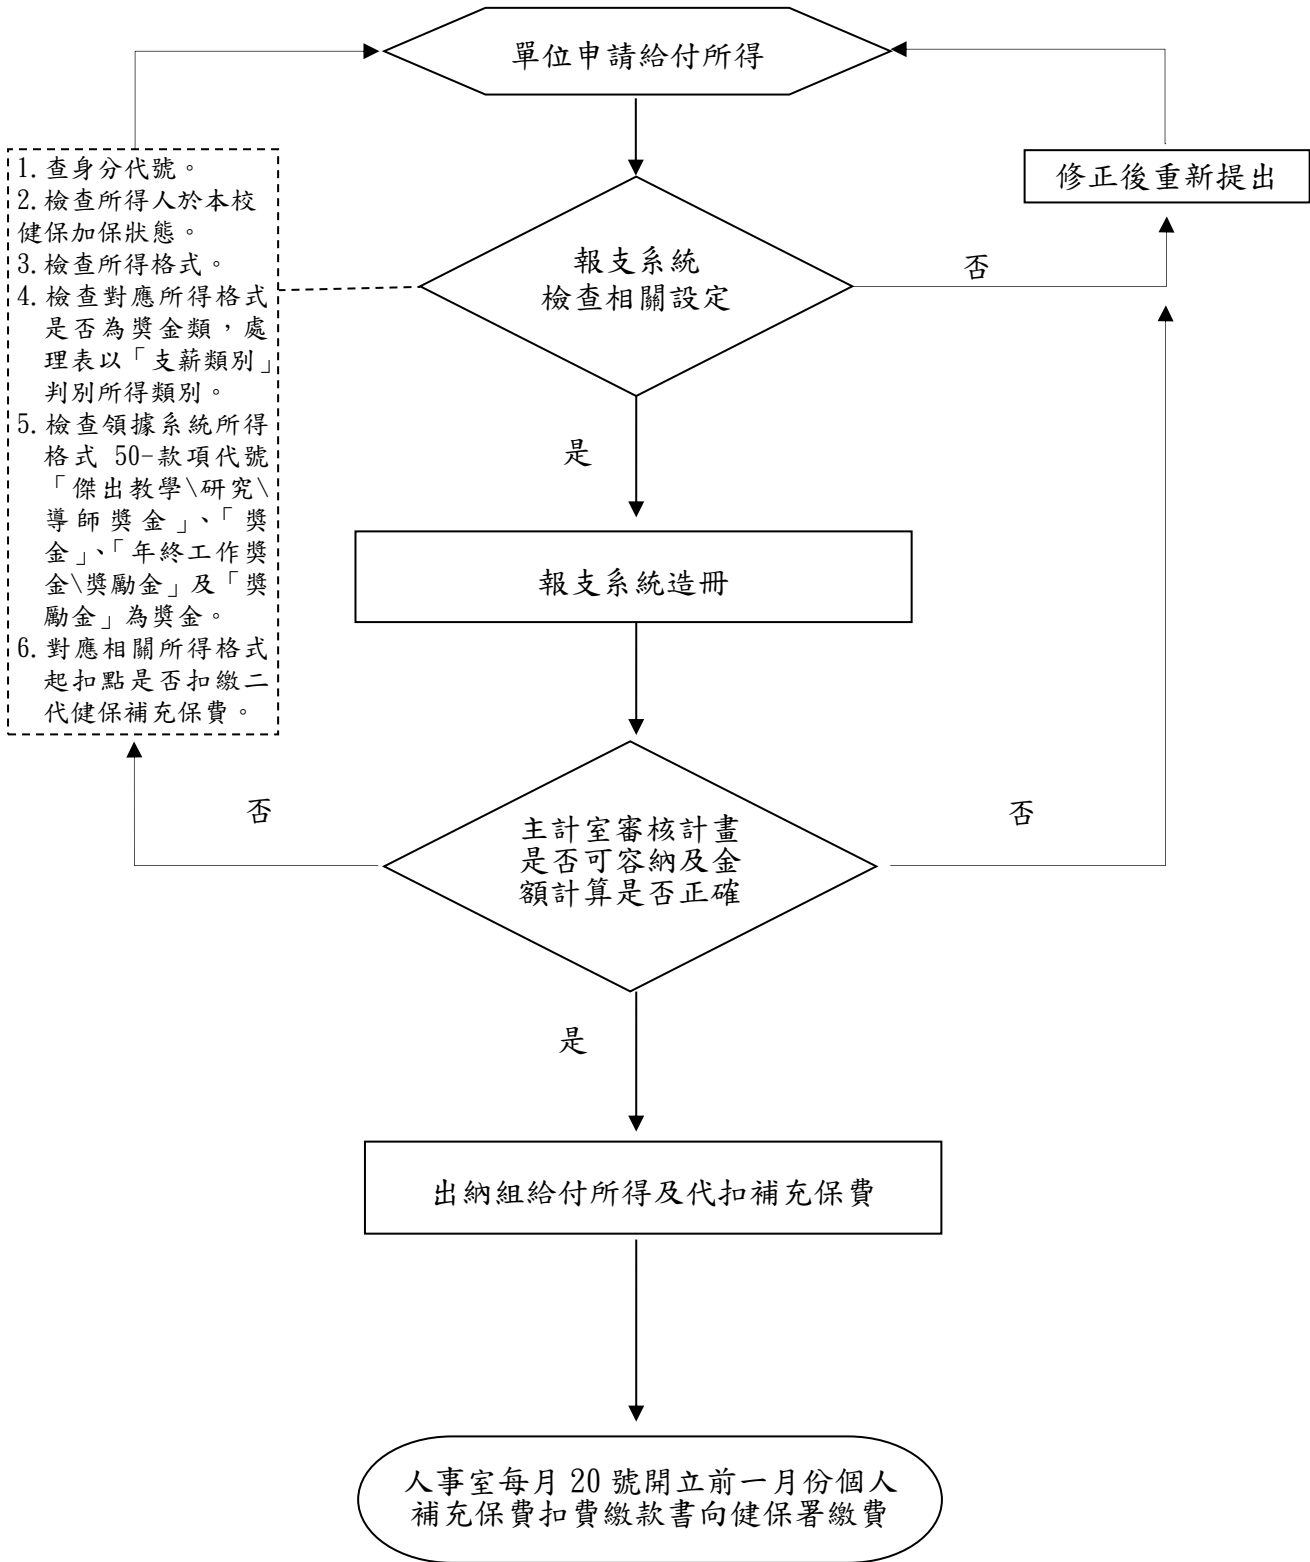 單位申請給付所得
1.查身分代號。
2.檢查所得人於本校
健保加保狀態。
3.檢查所得格式。
4.檢查對應所得格式
是否為獎金類，處
理表以「支薪類別」
判別所得類別。
5.檢查領據系統所得
格式 50-款項代號
「傑出教學\研究\
導師獎金」、「獎
金」、「年終工作獎
金\獎勵金」及「獎
勵金」為獎金。
6.對應相關所得格式
起扣點是否扣繳二
代健保補充保費。
修正後重新提出
報支系統
檢查相關設定
否
是
報支系統造冊
否
主計室審核計畫
是否可容納及金
額計算是否正確
否
是
出納組給付所得及代扣補充保費
人事室每月 20 號開立前一月份個人
補充保費扣費繳款書向健保署繳費